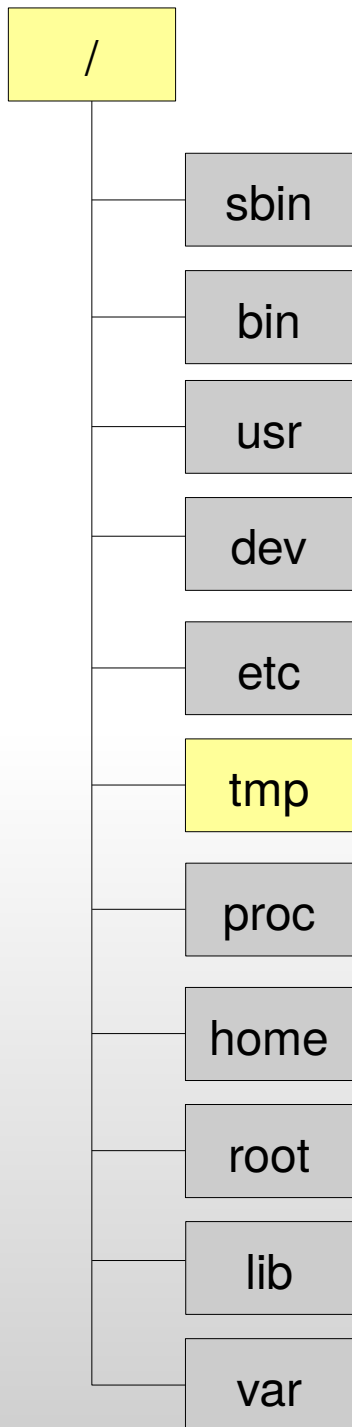 /
sbin
bin
usr
dev
etc
tmp
proc
home
root
lib
var